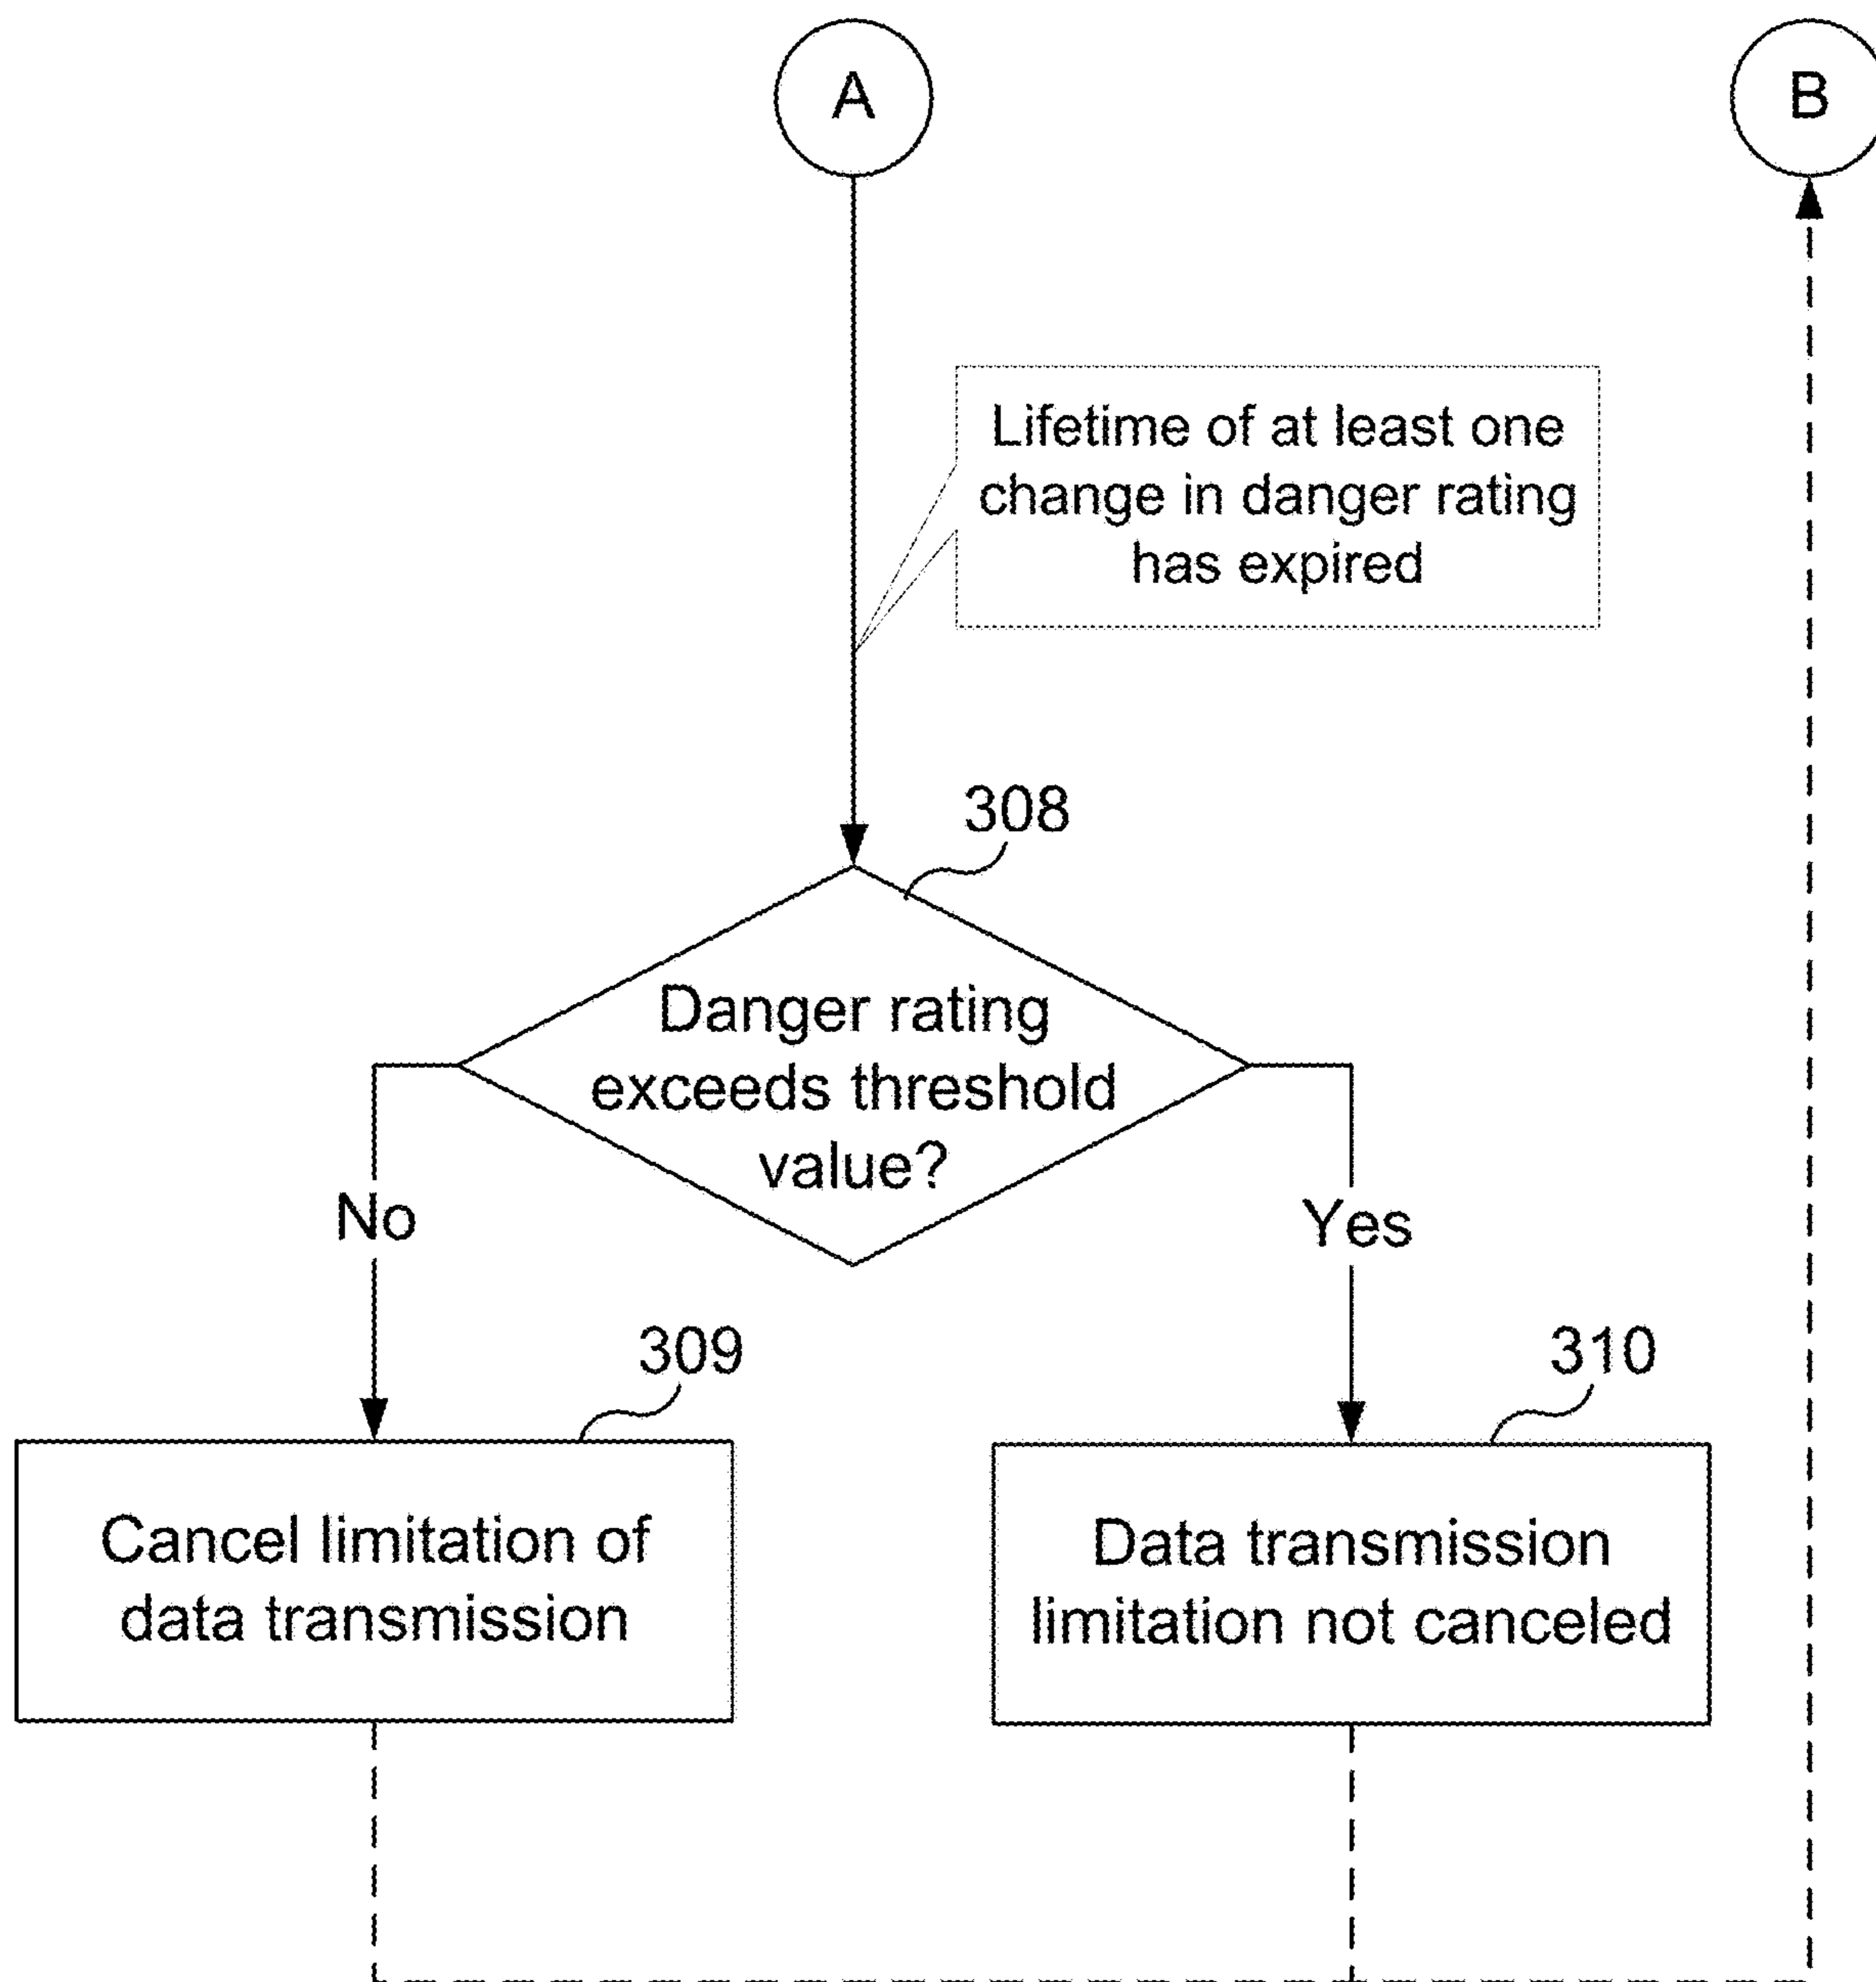 A
B
Lifetime of at least one
change in danger rating
has expired
308
Danger rating
exceeds threshold
value?
No
Yes
309
310
Cancel limitation of
data transmission
Data transmission
limitation not canceled